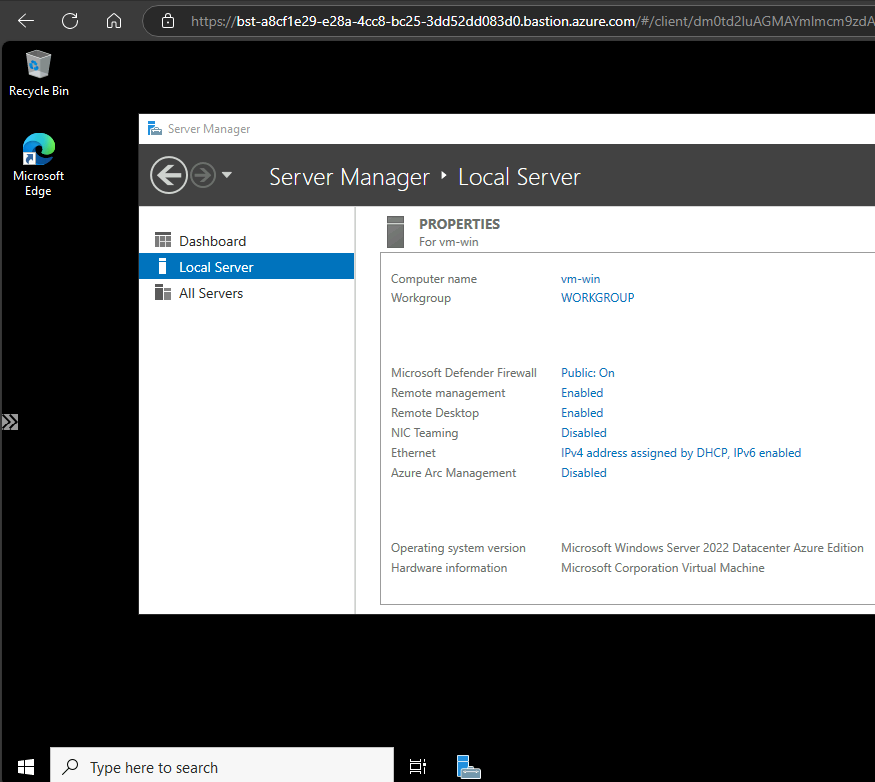 https://bst-a8cf1e29-e28a-4cc8-bc25-3dd52dd083d0.bastion.azure.com/#/client/dm0td2luAGMAYmlmcm9zdA
Recycle Bin
Microsoft
Edge
Server Manager
Server Manager Local Server
Dashboard
Local Server
All Servers
PROPERTIES
For vm-win
Computer name vm-win
Workgroup WORKGROUP
Microsoft Defender Firewall Public: On
Remote management Enabled
Remote Desktop Enabled
NIC Teaming Disabled
Ethernet IPv4 address assigned by DHCP, IPv6 enabled
Azure Arc Management Disabled
Operating system version Microsoft Windows Server 2022 Datacenter Azure Edition
Hardware information Microsoft Corporation Virtual Machine
Type here to search